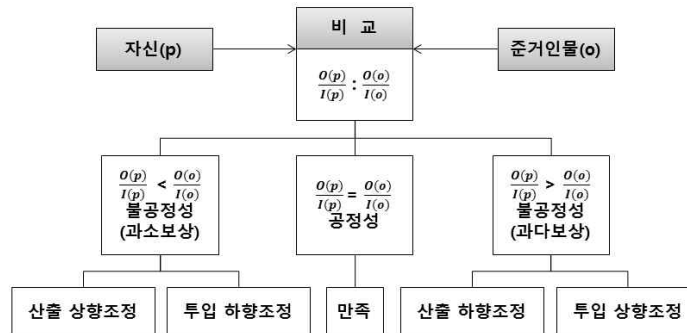 비 교
자신(p)
준거인물(o)
O(p)/I(p) : O(o)/I(o)
O(p)/I(p) < O(o)/I(o)
불공정성
(과소보상)
O(p)/I(p) = O(o)/I(o)
공정성
O(p)/I(p) > O(o)/I(o)
불공정성
(과다보상)
산출 상향조정
투입 하향조정
만족
산출 하향조정
투입 상향조정